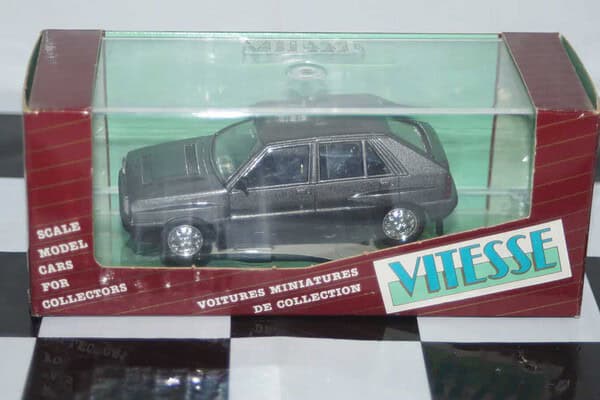 SCALE
MODEL
CARS
FOR
COLLECTORS
VOITURES MINIATURES
DE COLLECTION
VITESSE